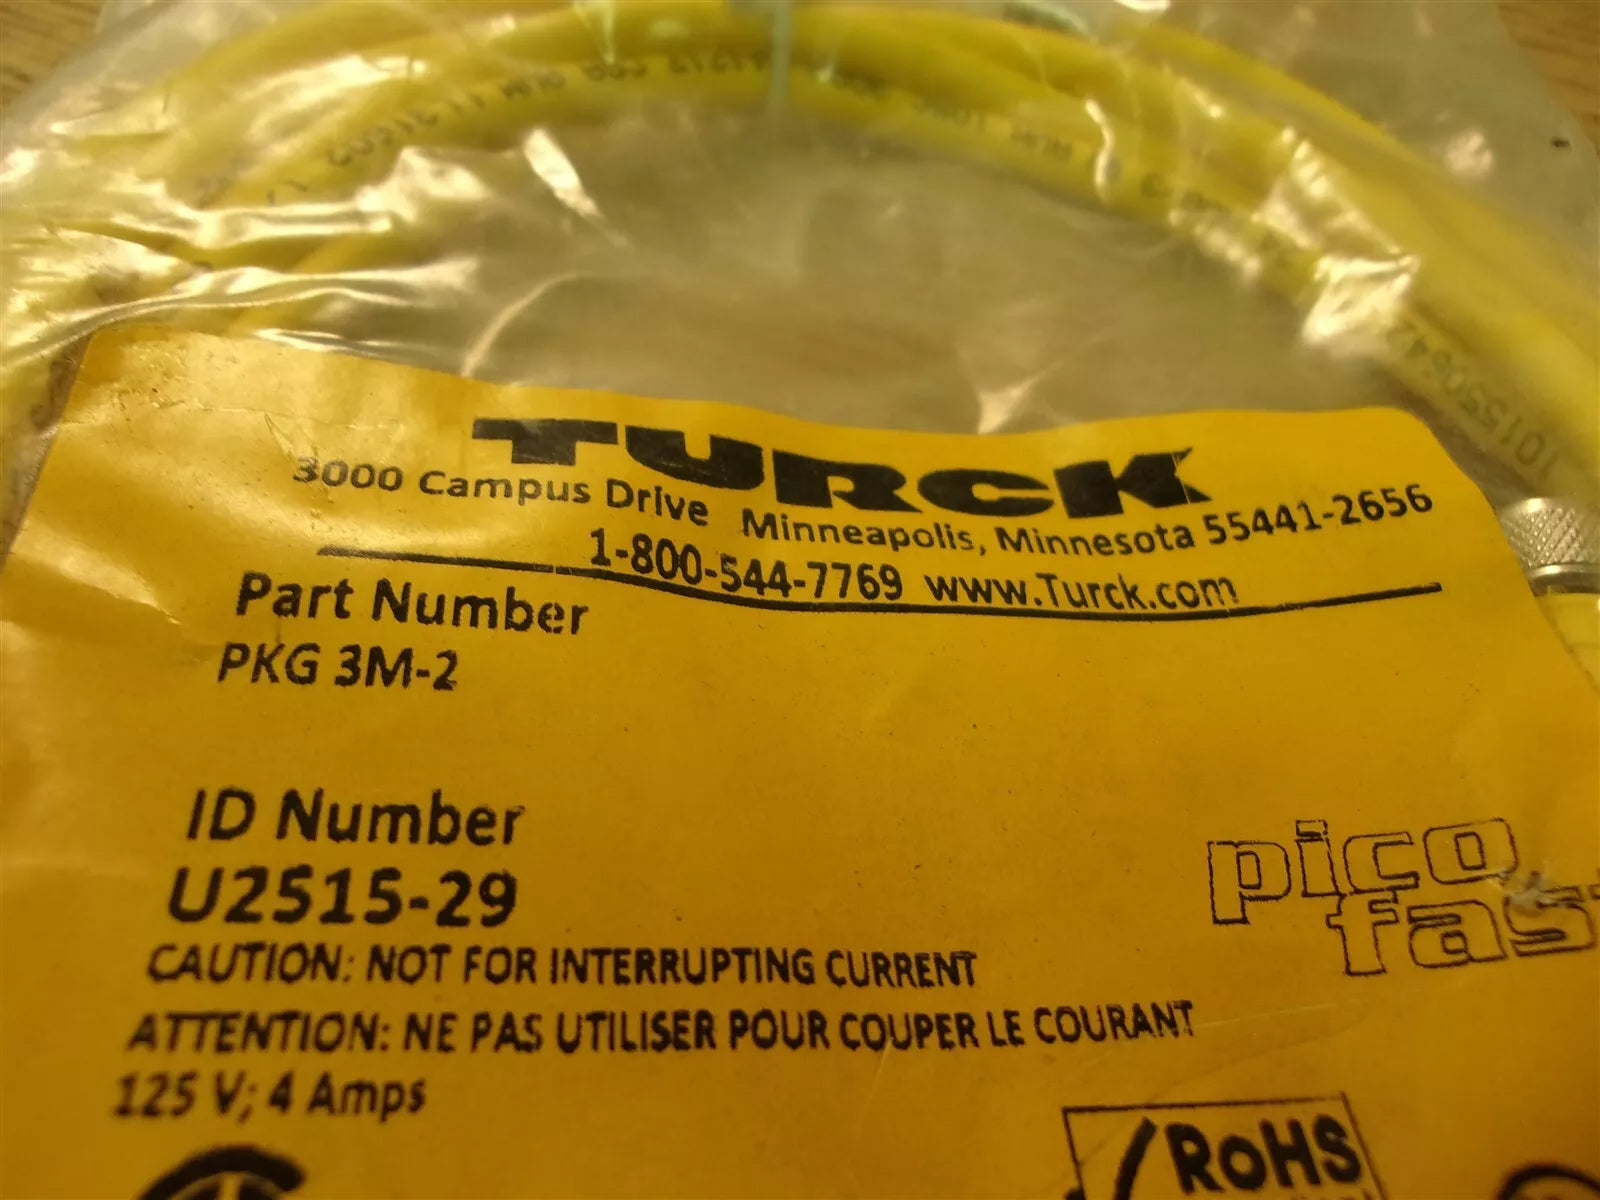 TURCK
3000 Campus Drive Minneapolis, Minnesota 55441-2656
1-800-544-7769 www.Turck.com
Part Number
PKG 3M-2
ID Number
U2515-29
pico
fast
CAUTION: NOT FOR INTERRUPTING CURRENT
ATTENTION: NE PAS UTILISER POUR COUPER LE COURANT
125 V; 4 Amps
RoHS